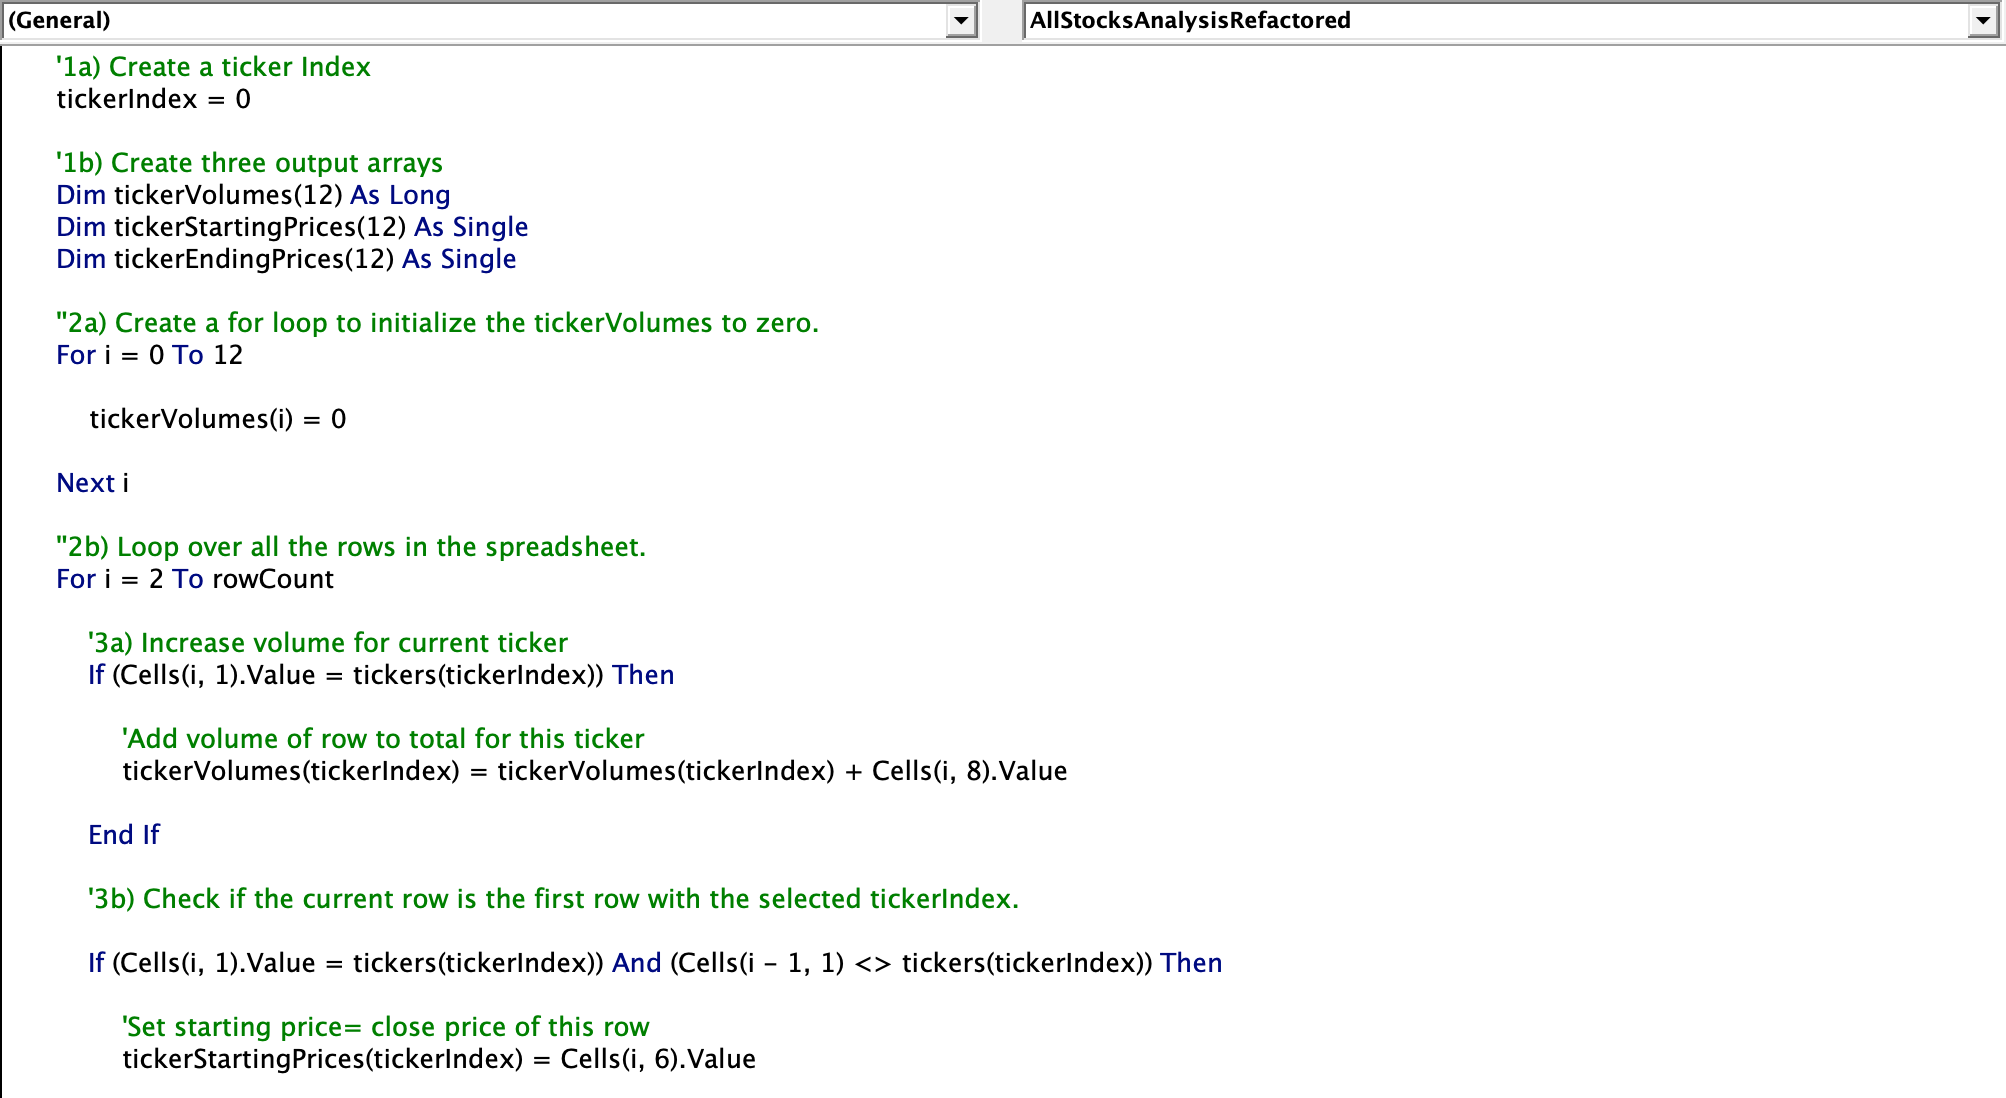 (General)
AllStocksAnalysisRefactored
'1a) Create a ticker Index
tickerIndex = 0
'1b) Create three output arrays
Dim tickerVolumes(12) As Long
Dim tickerStartingPrices(12) As Single
Dim tickerEndingPrices(12) As Single
''2a) Create a for loop to initialize the tickerVolumes to zero.
For i = 0 To 12
tickerVolumes(i) = 0
Next i
''2b) Loop over all the rows in the spreadsheet.
For i = 2 To rowCount
'3a) Increase volume for current ticker
If (Cells(i, 1).Value = tickers(tickerIndex)) Then
'Add volume of row to total for this ticker
tickerVolumes(tickerIndex) = tickerVolumes(tickerIndex) + Cells(i, 8).Value
End If
'3b) Check if the current row is the first row with the selected tickerIndex.
If (Cells(i, 1).Value = tickers(tickerIndex)) And (Cells(i - 1, 1) <> tickers(tickerIndex)) Then
'Set starting price= close price of this row
tickerStartingPrices(tickerIndex) = Cells(i, 6).Value